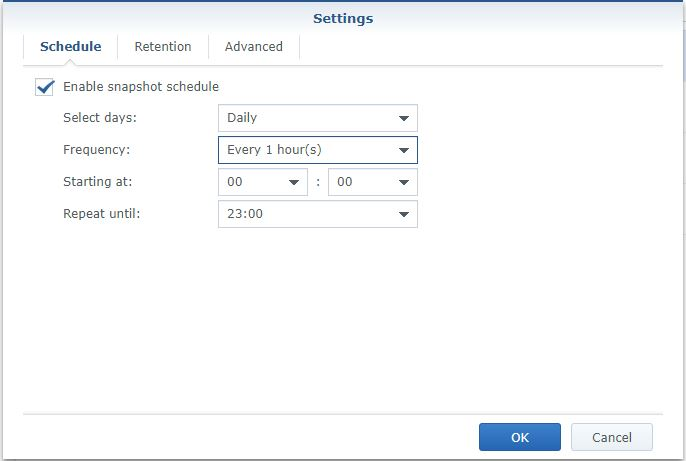 Settings
Schedule Retention Advanced
Enable snapshot schedule
Select days: Daily
Frequency: Every 1 hour(s)
Starting at: 00 : 00
Repeat until: 23:00
OK Cancel